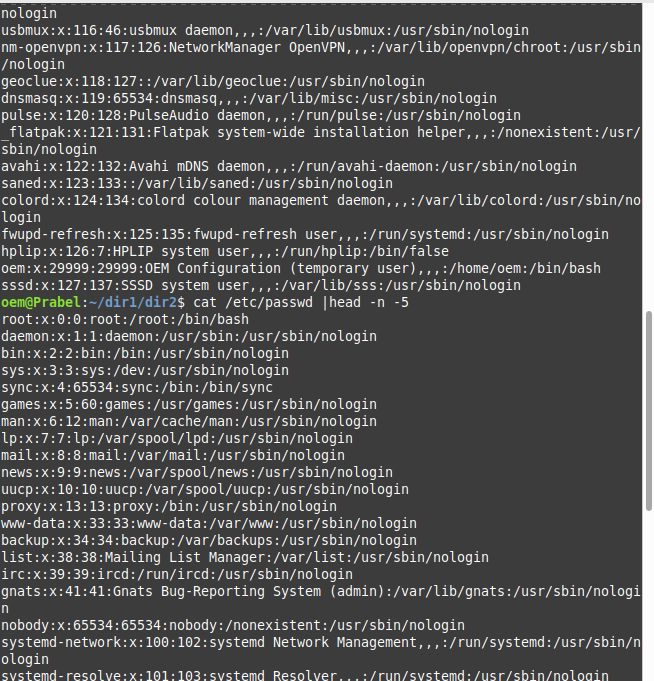 nologin
usbmux:x:116:46:usbmux daemon,,,:/var/lib/usbmux:/usr/sbin/nologin
nm-openvpn:x:117:126:NetworkManager OpenVPN,,,:/var/lib/openvpn/chroot:/usr/sbin
/nologin
geoclue:x:118:127::/var/lib/geoclue:/usr/sbin/nologin
dnsmasq:x:119:65534:dnsmasq,,,:/var/lib/misc:/usr/sbin/nologin
pulse:x:120:128:PulseAudio daemon,,,:/run/pulse:/usr/sbin/nologin
_flatpak:x:121:131:Flatpak system-wide installation helper,,,:/nonexistent:/usr/
sbin/nologin
avahi:x:122:132:Avahi mDNS daemon,,,:/run/avahi-daemon:/usr/sbin/nologin
saned:x:123:133::/var/lib/saned:/usr/sbin/nologin
colord:x:124:134:colord colour management daemon,,,:/var/lib/colord:/usr/sbin/no
login
fwupd-refresh:x:125:135:fwupd-refresh user,,,:/run/systemd:/usr/sbin/nologin
hplip:x:126:7:HPLIP system user,,,:/run/hplip:/bin/false
oem:x:29999:29999:OEM Configuration (temporary user),,,:/home/oem:/bin/bash
sssd:x:127:137:SSSD system user,,,:/var/lib/sss:/usr/sbin/nologin
oem@Prabel:~/dir1/dir2$ cat /etc/passwd |head -n -5
root:x:0:0:root:/root:/bin/bash
daemon:x:1:1:daemon:/usr/sbin:/usr/sbin/nologin
bin:x:2:2:bin:/bin:/usr/sbin/nologin
sys:x:3:3:sys:/dev:/usr/sbin/nologin
sync:x:4:65534:sync:/bin:/bin/sync
games:x:5:60:games:/usr/games:/usr/sbin/nologin
man:x:6:12:man:/var/cache/man:/usr/sbin/nologin
lp:x:7:7:lp:/var/spool/lpd:/usr/sbin/nologin
mail:x:8:8:mail:/var/mail:/usr/sbin/nologin
news:x:9:9:news:/var/spool/news:/usr/sbin/nologin
uucp:x:10:10:uucp:/var/spool/uucp:/usr/sbin/nologin
proxy:x:13:13:proxy:/bin:/usr/sbin/nologin
www-data:x:33:33:www-data:/var/www:/usr/sbin/nologin
backup:x:34:34:backup:/var/backups:/usr/sbin/nologin
list:x:38:38:Mailing List Manager:/var/list:/usr/sbin/nologin
irc:x:39:39:ircd:/run/ircd:/usr/sbin/nologin
gnats:x:41:41:Gnats Bug-Reporting System (admin):/var/lib/gnats:/usr/sbin/nologi
n
nobody:x:65534:65534:nobody:/nonexistent:/usr/sbin/nologin
systemd-network:x:100:102:systemd Network Management,,,:/run/systemd:/usr/sbin/n
ologin
systemd-resolve:x:101:103:systemd Resolver,,,:/run/systemd:/usr/sbin/nologin